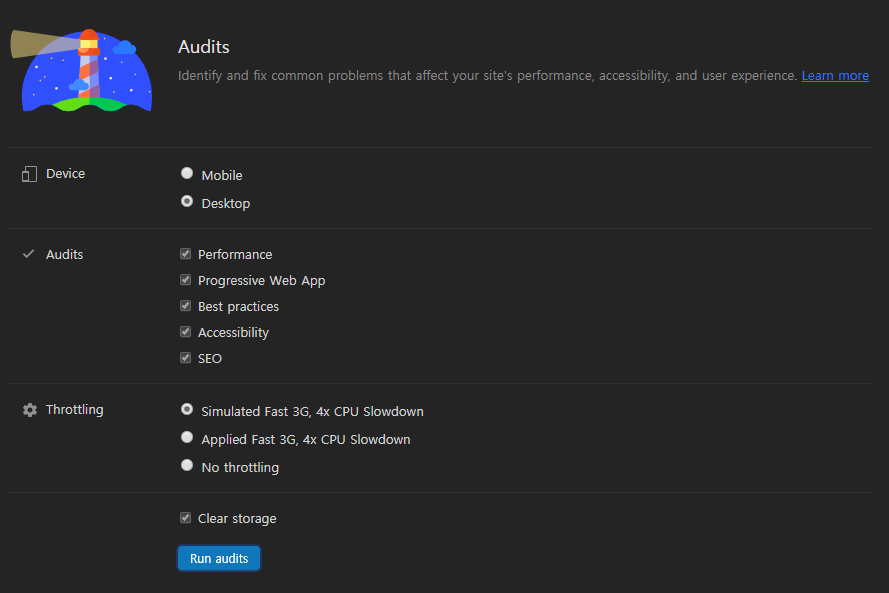 Audits
Identify and fix common problems that affect your site's performance, accessibility, and user experience. Learn more
Device
Mobile
Desktop
Audits
Performance
Progressive Web App
Best practices
Accessibility
SEO
Throttling
Simulated Fast 3G, 4x CPU Slowdown
Applied Fast 3G, 4x CPU Slowdown
No throttling
Clear storage
Run audits